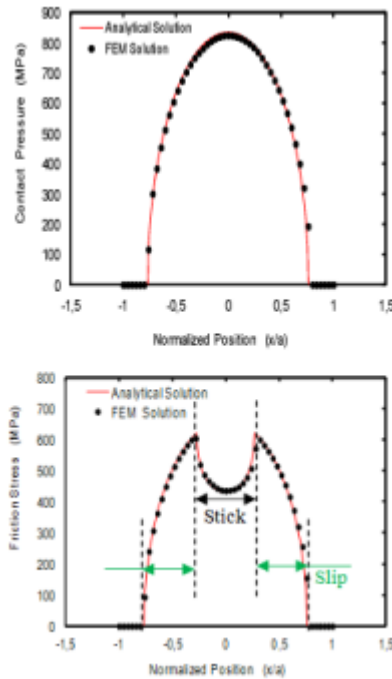 900
Analytical Solution
800
FEM Solution
700
600
500
400
300
200
100
0
Contact Pressure (MPa)
-1,5 -1 -0,5 0 0,5 1 1,5
Normalized Position (x/a)
800
Analytical Solution
700
FEM Solution
600
500
400
300
200
100
0
Friction Stress (MPa)
Stick
Slip
-1,5 -1 -0,5 0 0,5 1 1,5
Normalized Position (x/a)